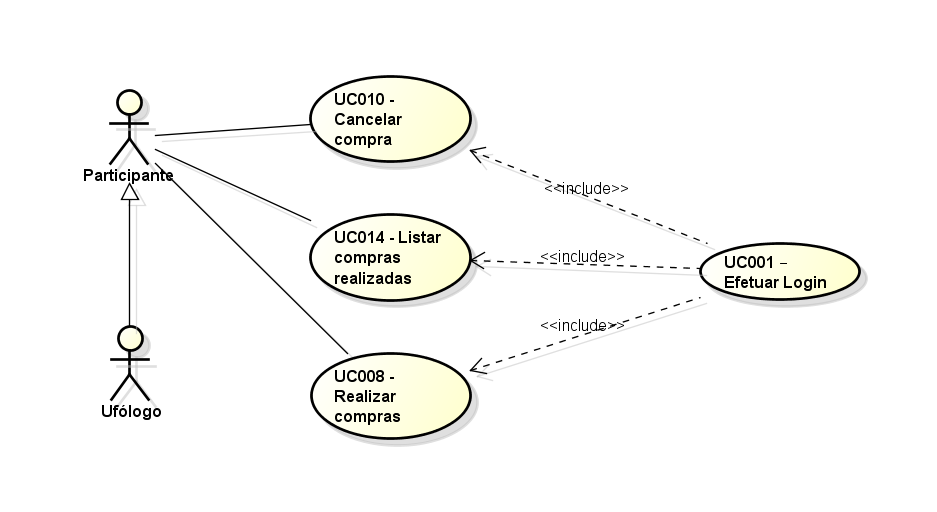 UC010 -
Cancelar
compra
Participante
<<include>>
UC014 - Listar
compras
realizadas
<<include>>
UC001 –
Efetuar Login
<<include>>
UC008 -
Realizar
compras
Ufólogo